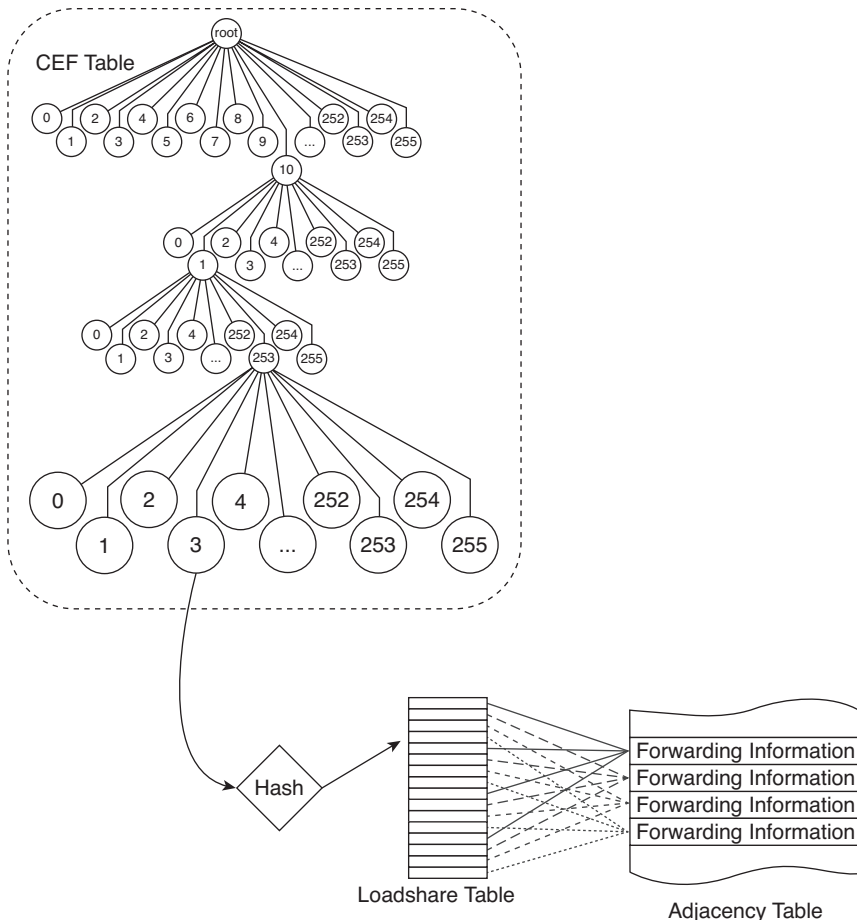 root
CEF Table
0 2 4 6 8 252 254
1 3 5 7 9 ... 253 255
10
0 2 4 252 254
1 3 ... 253 255
0 2 4 252 254
1 3 ... 253 255
0 2 4 252 254
1 3 ... 253 255
Hash
Forwarding Information
Forwarding Information
Forwarding Information
Forwarding Information
Loadshare Table
Adjacency Table